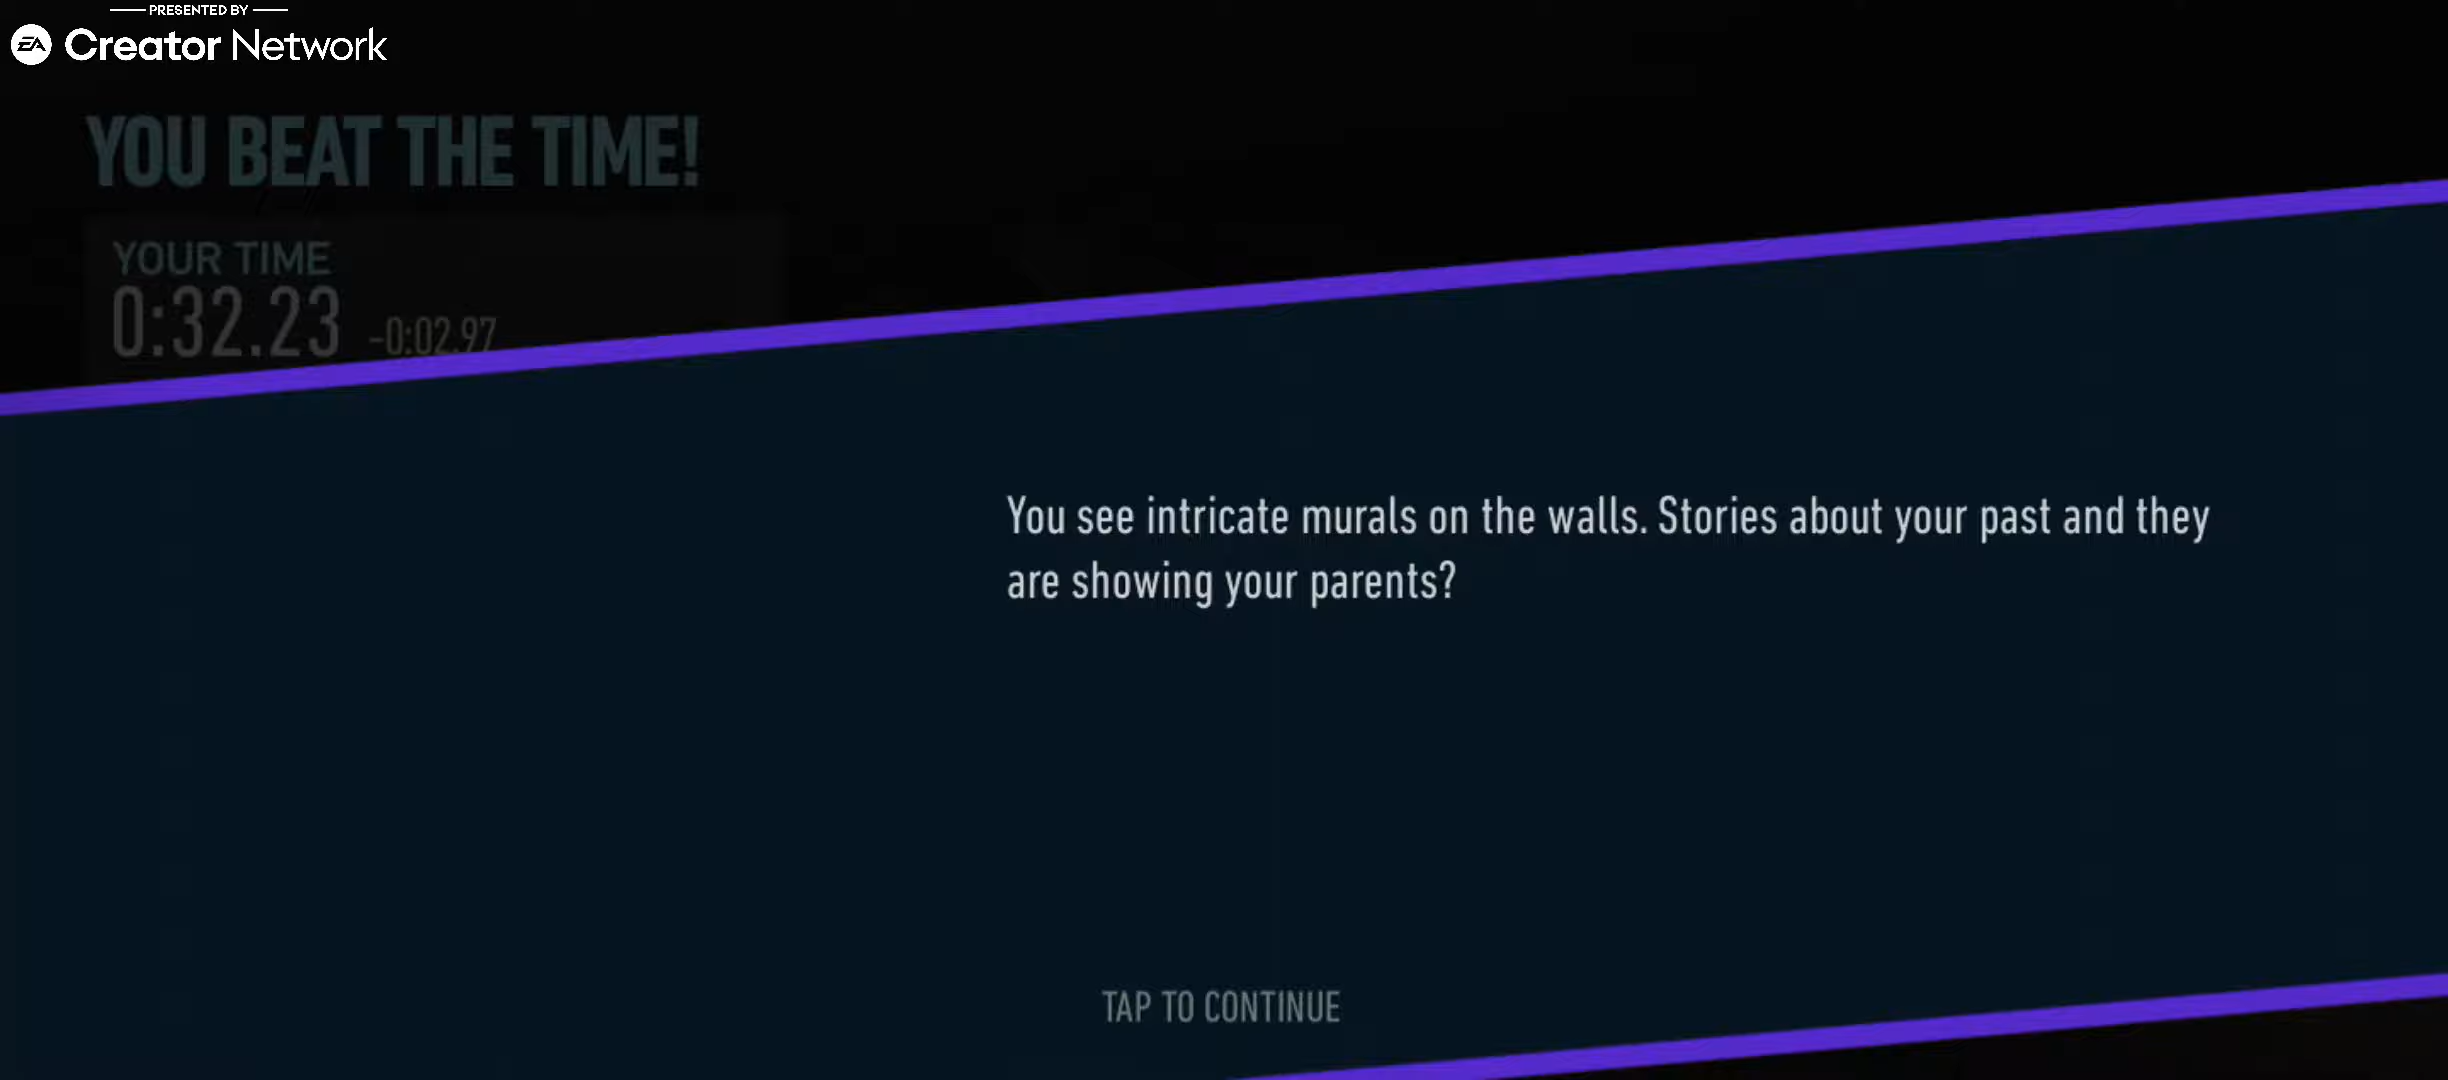 PRESENTED BY
EA Creator Network
YOU BEAT THE TIME!
YOUR TIME
0:32.23 -0:02.97
You see intricate murals on the walls. Stories about your past and they
are showing your parents?
TAP TO CONTINUE